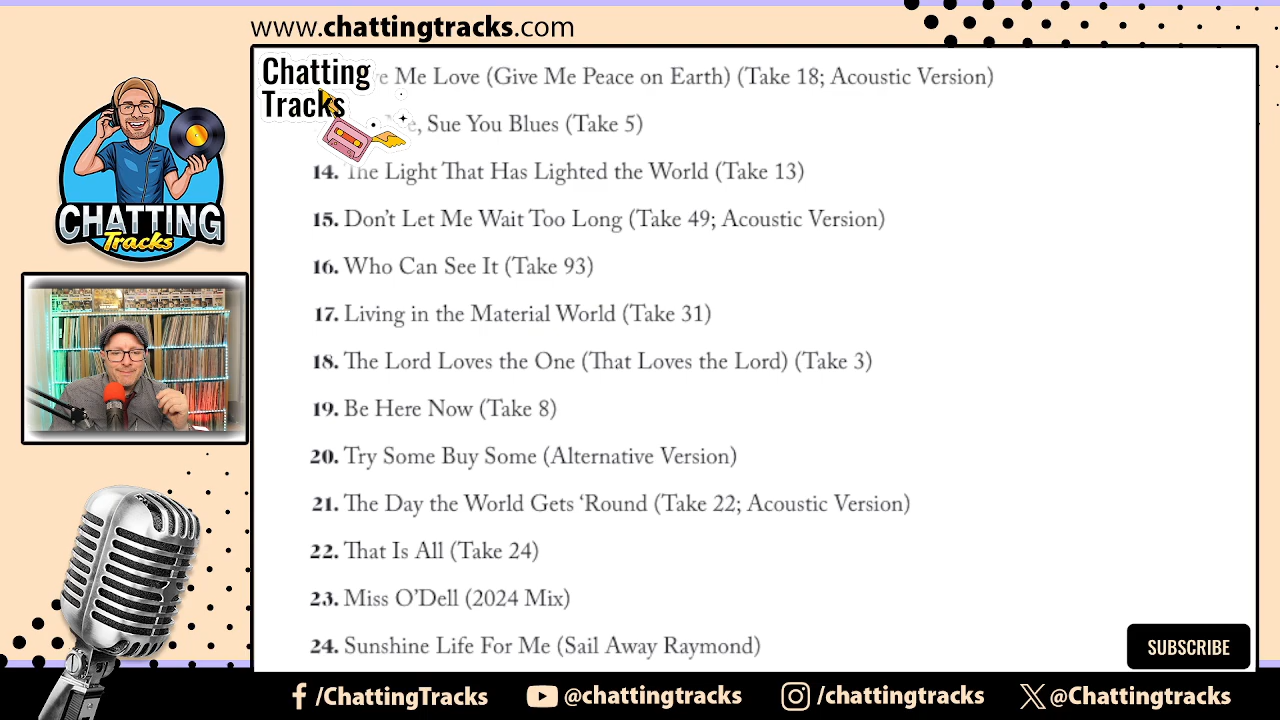 www.chattingtracks.com
Chatting
Tracks
CHATTING
Tracks
Me Love (Give Me Peace on Earth) (Take 18; Acoustic Version)
Sue You Blues (Take 5)
14. The Light That Has Lighted the World (Take 13)
15. Don’t Let Me Wait Too Long (Take 49; Acoustic Version)
16. Who Can See It (Take 93)
17. Living in the Material World (Take 31)
18. The Lord Loves the One (That Loves the Lord) (Take 3)
19. Be Here Now (Take 8)
20. Try Some Buy Some (Alternative Version)
21. The Day the World Gets ‘Round (Take 22; Acoustic Version)
22. That Is All (Take 24)
23. Miss O’Dell (2024 Mix)
24. Sunshine Life For Me (Sail Away Raymond)
SUBSCRIBE
/ChattingTracks @chattingtracks /chattingtracks @Chattingtracks